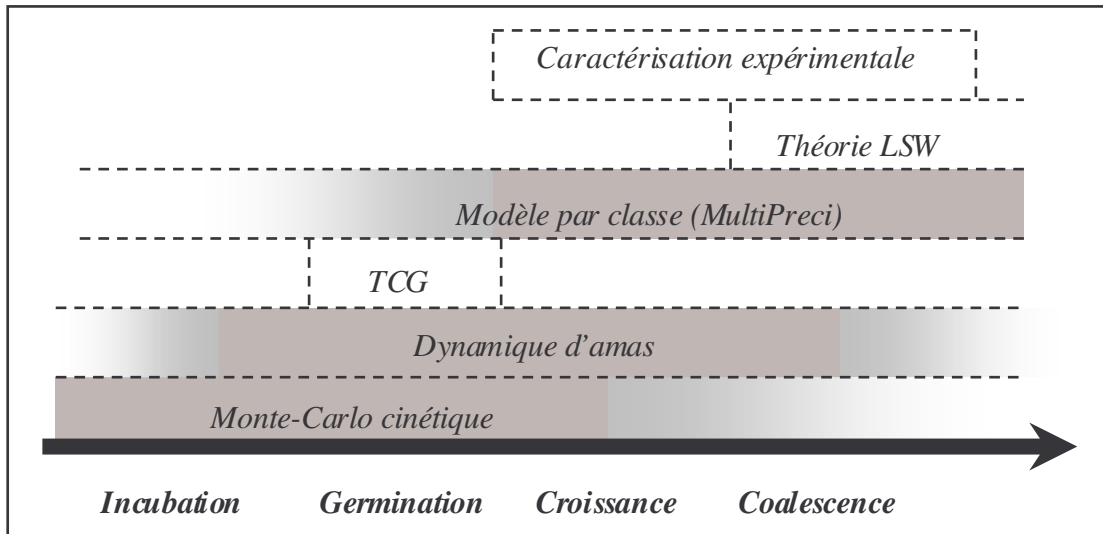 Caractérisation expérimentale
Théorie LSW
Modèle par classe (MultiPreci)
TCG
Dynamique d'amas
Monte-Carlo cinétique
Incubation Germination Croissance Coalescence